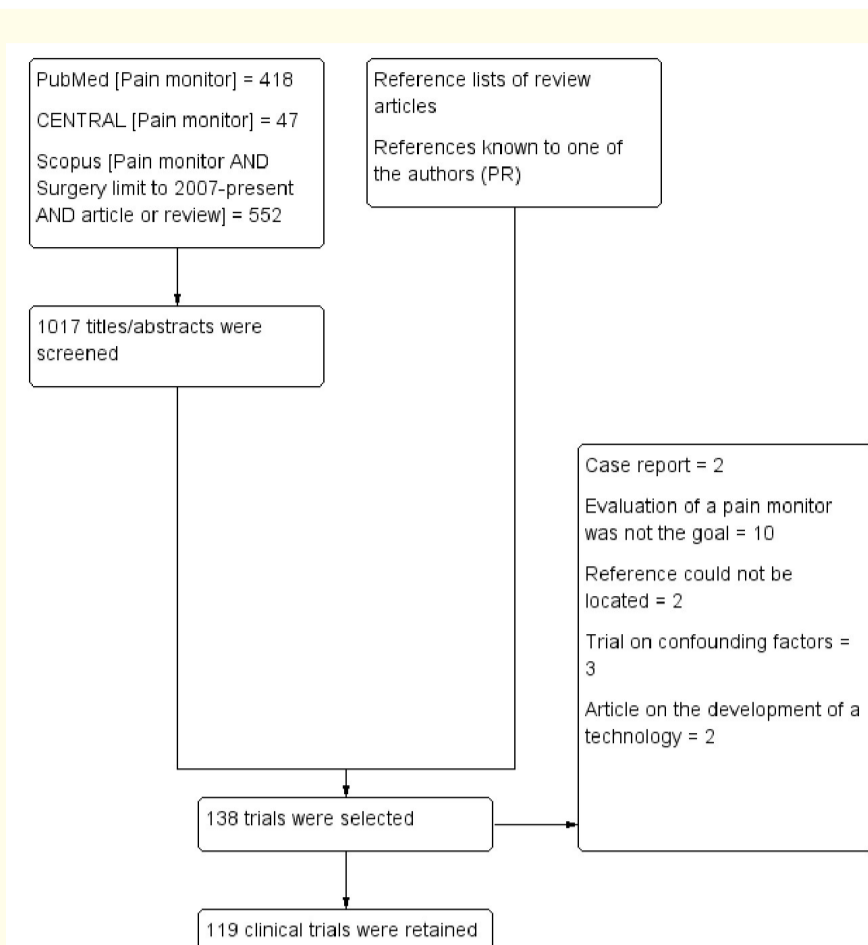 PubMed [Pain monitor] = 418
CENTRAL [Pain monitor] = 47
Scopus [Pain monitor AND
Surgery limit to 2007-present
AND article or review] = 552
Reference lists of review
articles
References known to one of
the authors (PR)
1017 titles/abstracts were
screened
Case report = 2
Evaluation of a pain monitor
was not the goal = 10
Reference could not be
located = 2
Trial on confounding factors =
3
Article on the development of a
technology = 2
138 trials were selected
119 clinical trials were retained